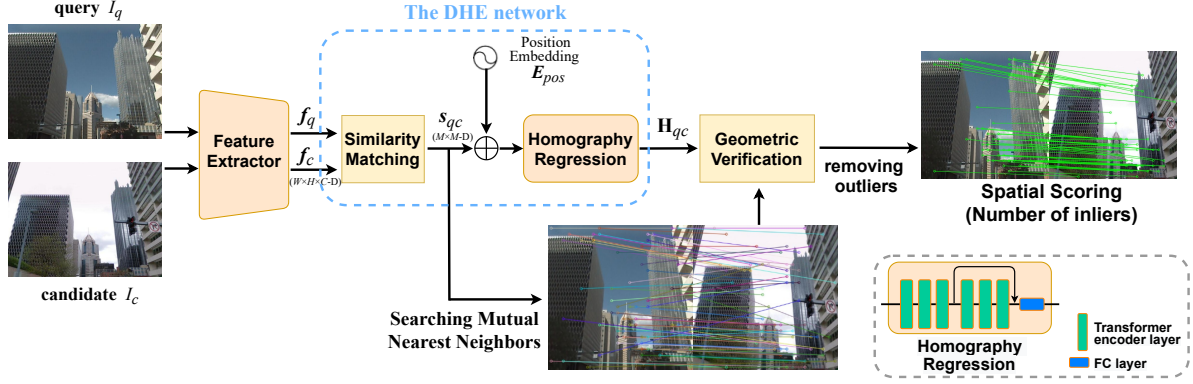 query I_q
The DHE network
Position
Embedding
E_pos
Feature
Extractor
f_q
f_c
(W×H×C-D)
Similarity
Matching
s_qc
(M×M-D)
Homography
Regression
H_qc
Geometric
Verification
removing
outliers
Spatial Scoring
(Number of inliers)
candidate I_c
Searching Mutual
Nearest Neighbors
Homography
Regression
Transformer
encoder layer
FC layer